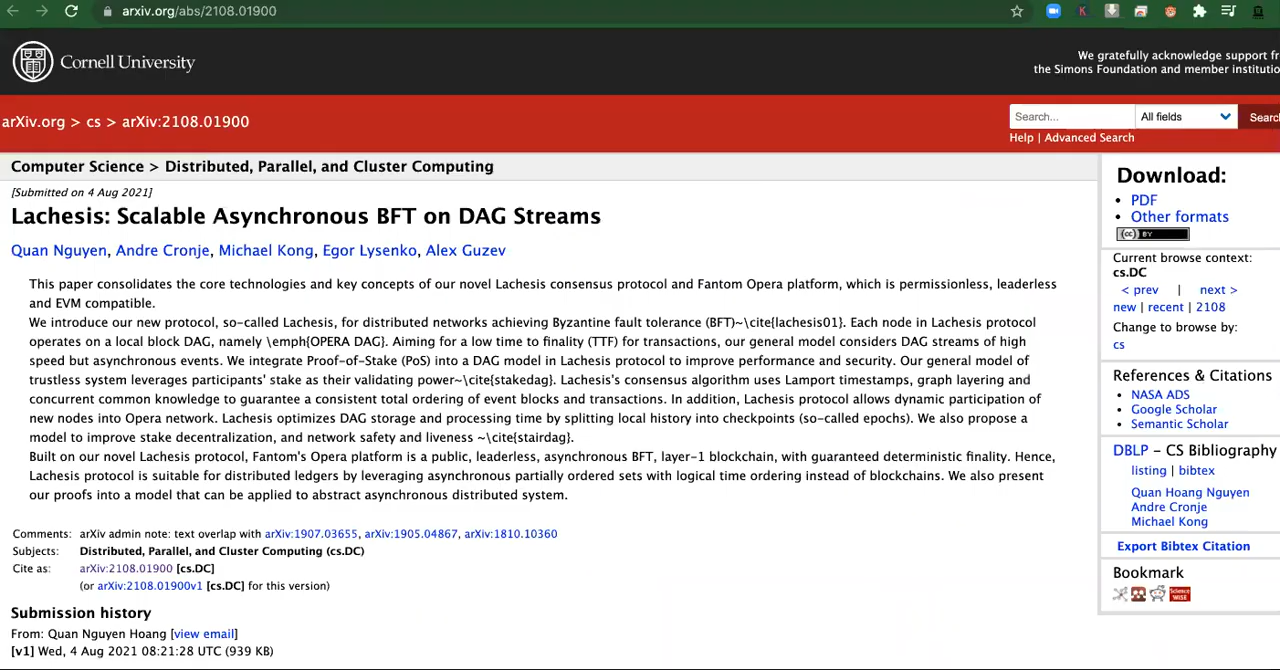 arxiv.org/abs/2108.01900
Cornell University
We gratefully acknowledge support fr
the Simons Foundation and member institutio
arXiv.org > cs > arXiv:2108.01900
Search...
All fields
Searc
Help | Advanced Search
Computer Science > Distributed, Parallel, and Cluster Computing
[Submitted on 4 Aug 2021]
Lachesis: Scalable Asynchronous BFT on DAG Streams
Quan Nguyen, Andre Cronje, Michael Kong, Egor Lysenko, Alex Guzev
This paper consolidates the core technologies and key concepts of our novel Lachesis consensus protocol and Fantom Opera platform, which is permissionless, leaderless
and EVM compatible.
We introduce our new protocol, so-called Lachesis, for distributed networks achieving Byzantine fault tolerance (BFT)~\cite{lachesis01}. Each node in Lachesis protocol
operates on a local block DAG, namely \emph{OPERA DAG}. Aiming for a low time to finality (TTF) for transactions, our general model considers DAG streams of high
speed but asynchronous events. We integrate Proof-of-Stake (PoS) into a DAG model in Lachesis protocol to improve performance and security. Our general model of
trustless system leverages participants' stake as their validating power~\cite{stakedag}. Lachesis's consensus algorithm uses Lamport timestamps, graph layering and
concurrent common knowledge to guarantee a consistent total ordering of event blocks and transactions. In addition, Lachesis protocol allows dynamic participation of
new nodes into Opera network. Lachesis optimizes DAG storage and processing time by splitting local history into checkpoints (so-called epochs). We also propose a
model to improve stake decentralization, and network safety and liveness ~\cite{stairdag}.
Built on our novel Lachesis protocol, Fantom's Opera platform is a public, leaderless, asynchronous BFT, layer-1 blockchain, with guaranteed deterministic finality. Hence,
Lachesis protocol is suitable for distributed ledgers by leveraging asynchronous partially ordered sets with logical time ordering instead of blockchains. We also present
our proofs into a model that can be applied to abstract asynchronous distributed system.
Comments: arXiv admin note: text overlap with arXiv:1907.03655, arXiv:1905.04867, arXiv:1810.10360
Subjects: Distributed, Parallel, and Cluster Computing (cs.DC)
Cite as: arXiv:2108.01900 [cs.DC]
(or arXiv:2108.01900v1 [cs.DC] for this version)
Submission history
From: Quan Nguyen Hoang [view email]
[v1] Wed, 4 Aug 2021 08:21:28 UTC (939 KB)
Download:
• PDF
• Other formats
(cc) BY
Current browse context:
cs.DC
< prev | next >
new | recent | 2108
Change to browse by:
cs
References & Citations
• NASA ADS
• Google Scholar
• Semantic Scholar
DBLP – CS Bibliography
listing | bibtex
Quan Hoang Nguyen
Andre Cronje
Michael Kong
Export Bibtex Citation
Bookmark
Science
WISE